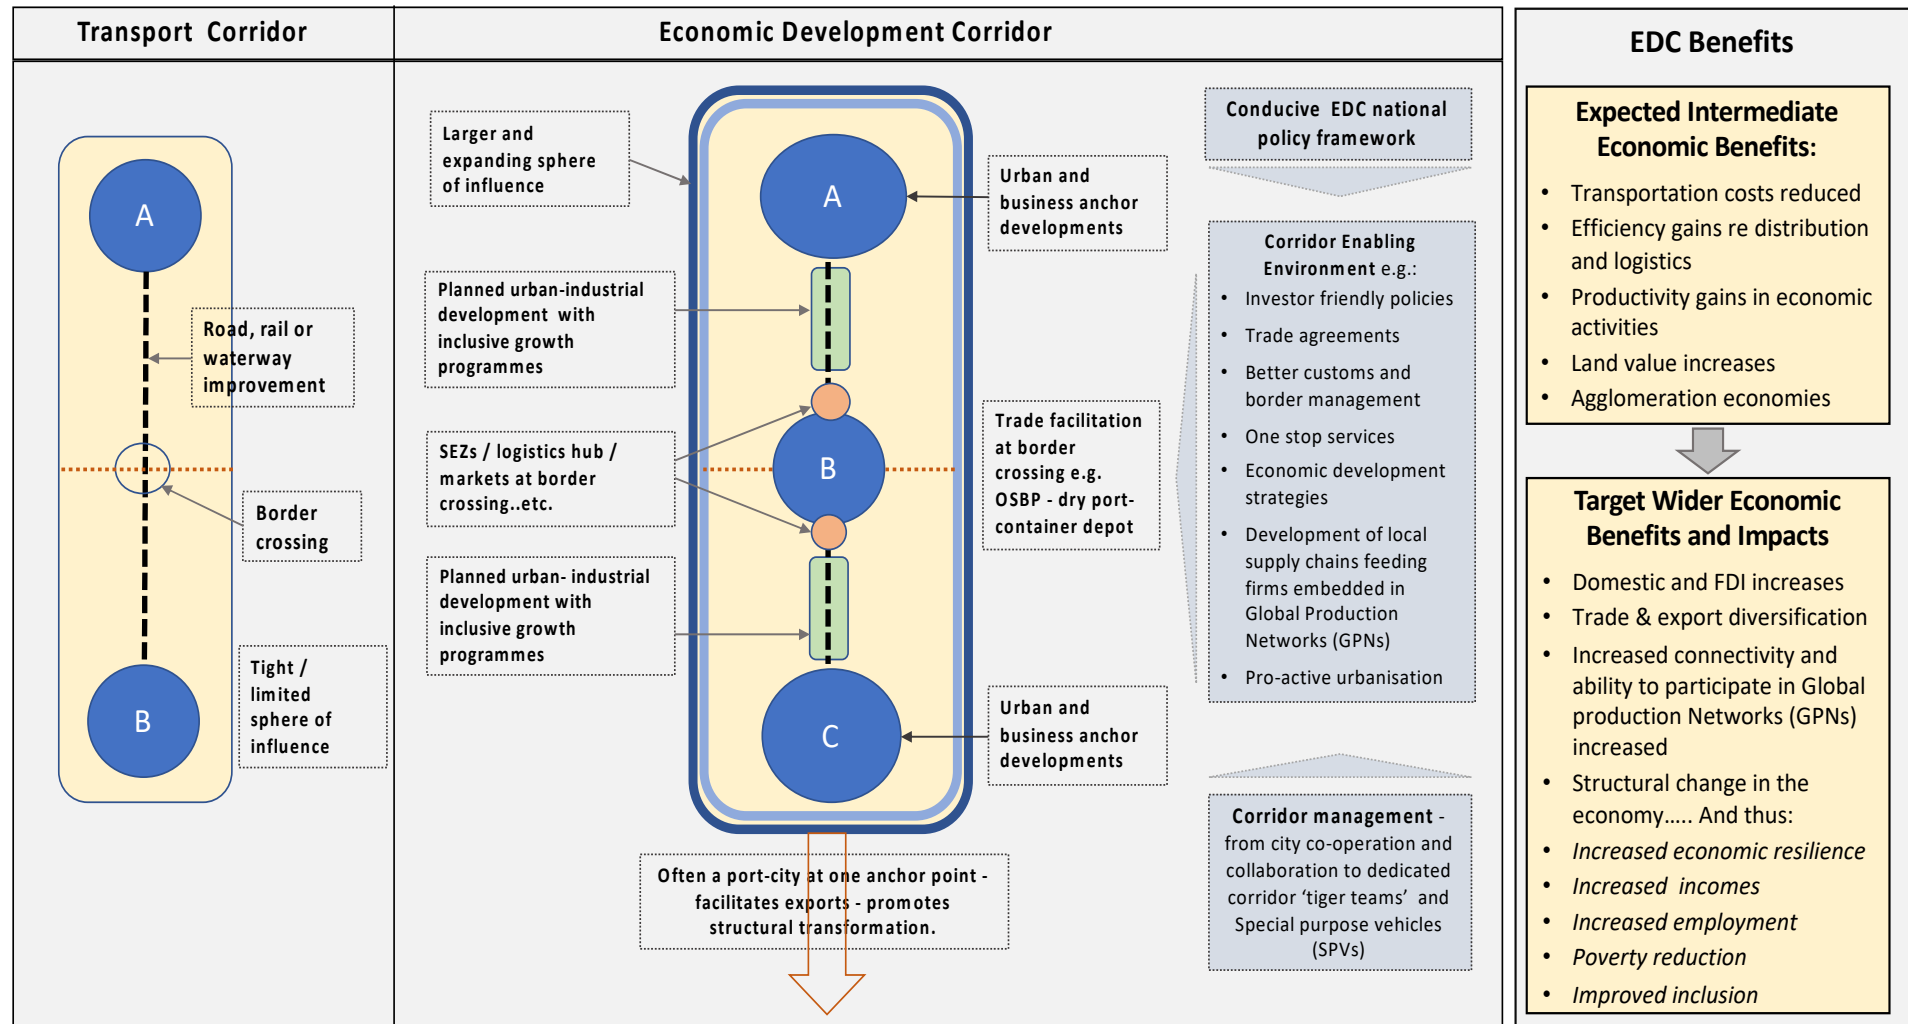 Transport Corridor
A
Road, rail or
waterway
improvement
Border
crossing
B
Tight /
limited
sphere of
influence
Economic Development Corridor
Larger and
expanding sphere
of influence
A
Urban and
business anchor
developments
Planned urban-industrial
development with
inclusive growth
programmes
SEZs / logistics hub /
markets at border
crossing..etc.
B
Trade facilitation
at border
crossing e.g.
OSBP - dry port-
container depot
Planned urban- industrial
development with
inclusive growth
programmes
C
Urban and
business anchor
developments
Often a port-city at one anchor point -
facilitates exports - promotes
structural transformation.
Conducive EDC national
policy framework
Corridor Enabling
Environment e.g.:
• Investor friendly policies
• Trade agreements
• Better customs and
border management
• One stop services
• Economic development
strategies
• Development of local
supply chains feeding
firms embedded in
Global Production
Networks (GPNs)
• Pro-active urbanisation
Corridor management -
from city co-operation and
collaboration to dedicated
corridor ‘tiger teams’ and
Special purpose vehicles
(SPVs)
EDC Benefits
Expected Intermediate
Economic Benefits:
• Transportation costs reduced
• Efficiency gains re distribution
and logistics
• Productivity gains in economic
activities
• Land value increases
• Agglomeration economies
Target Wider Economic
Benefits and Impacts
• Domestic and FDI increases
• Trade & export diversification
• Increased connectivity and
ability to participate in Global
production Networks (GPNs)
increased
• Structural change in the
economy..... And thus:
• Increased economic resilience
• Increased incomes
• Increased employment
• Poverty reduction
• Improved inclusion